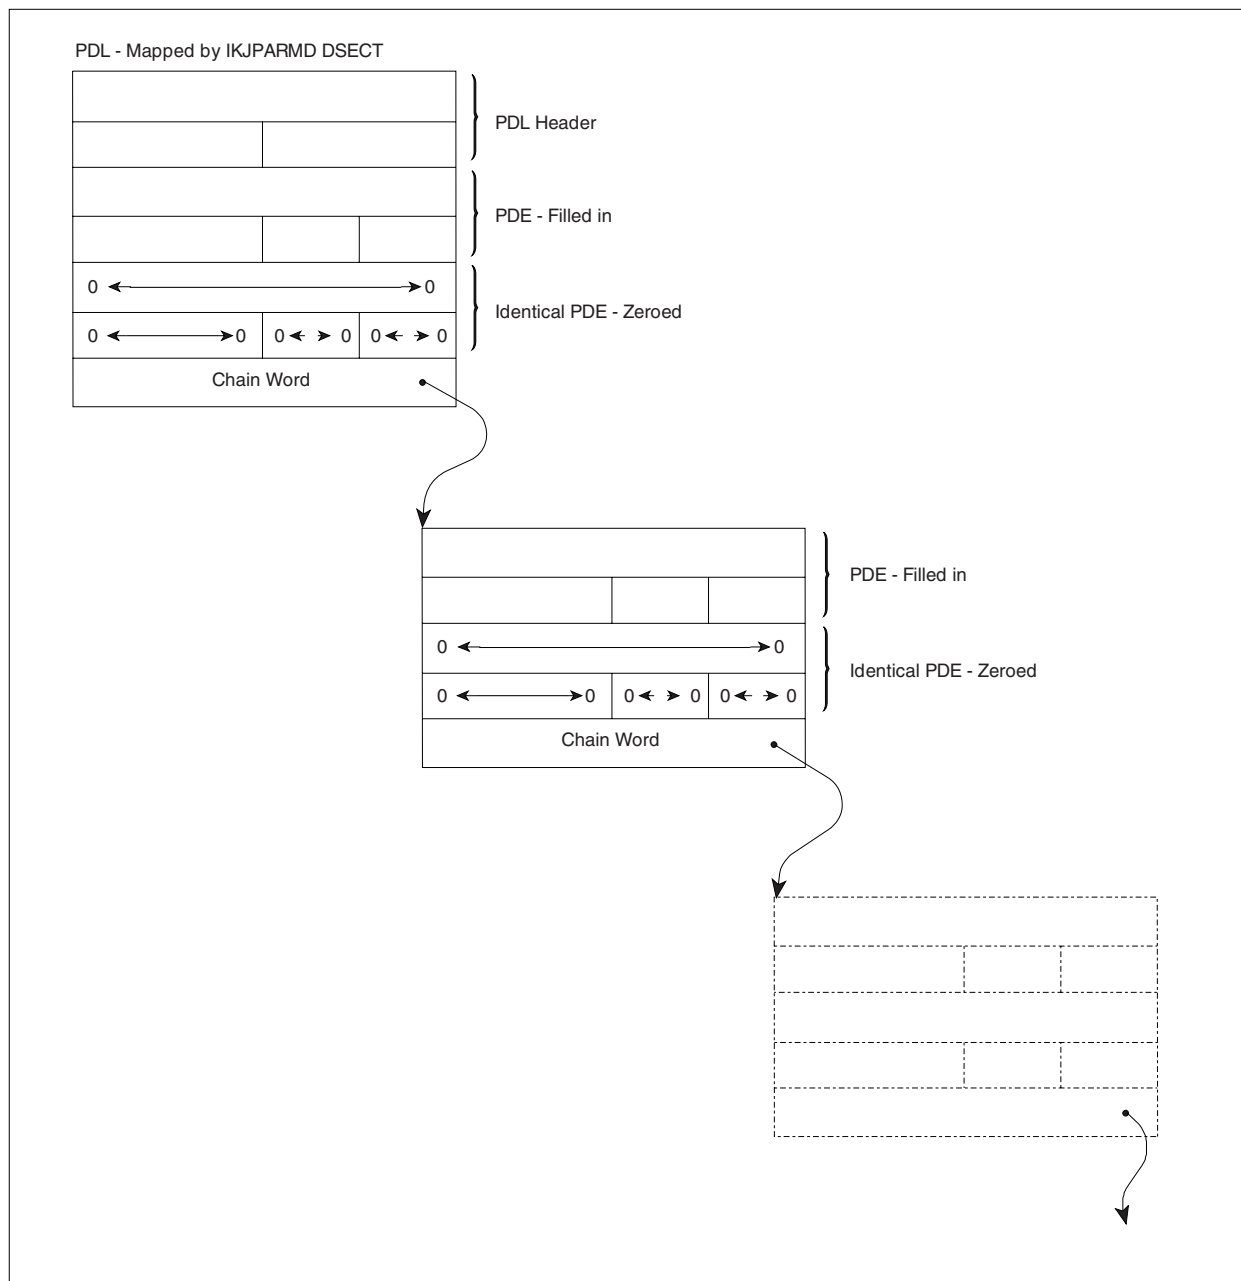 PDL - Mapped by IKJPARMD DSECT
PDL Header
PDE - Filled in
0 0
Identical PDE - Zeroed
0 0 0 0 0 0
Chain Word
PDE - Filled in
0 0
Identical PDE - Zeroed
0 0 0 0 0 0
Chain Word